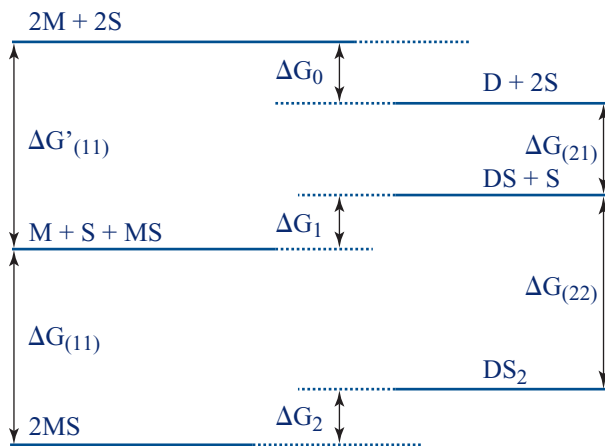 2M + 2S
ΔG₀
D + 2S
ΔG’₍₁₁₎
ΔG₍₂₁₎
DS + S
M + S + MS
ΔG₁
ΔG₍₂₂₎
ΔG₍₁₁₎
DS₂
2MS
ΔG₂